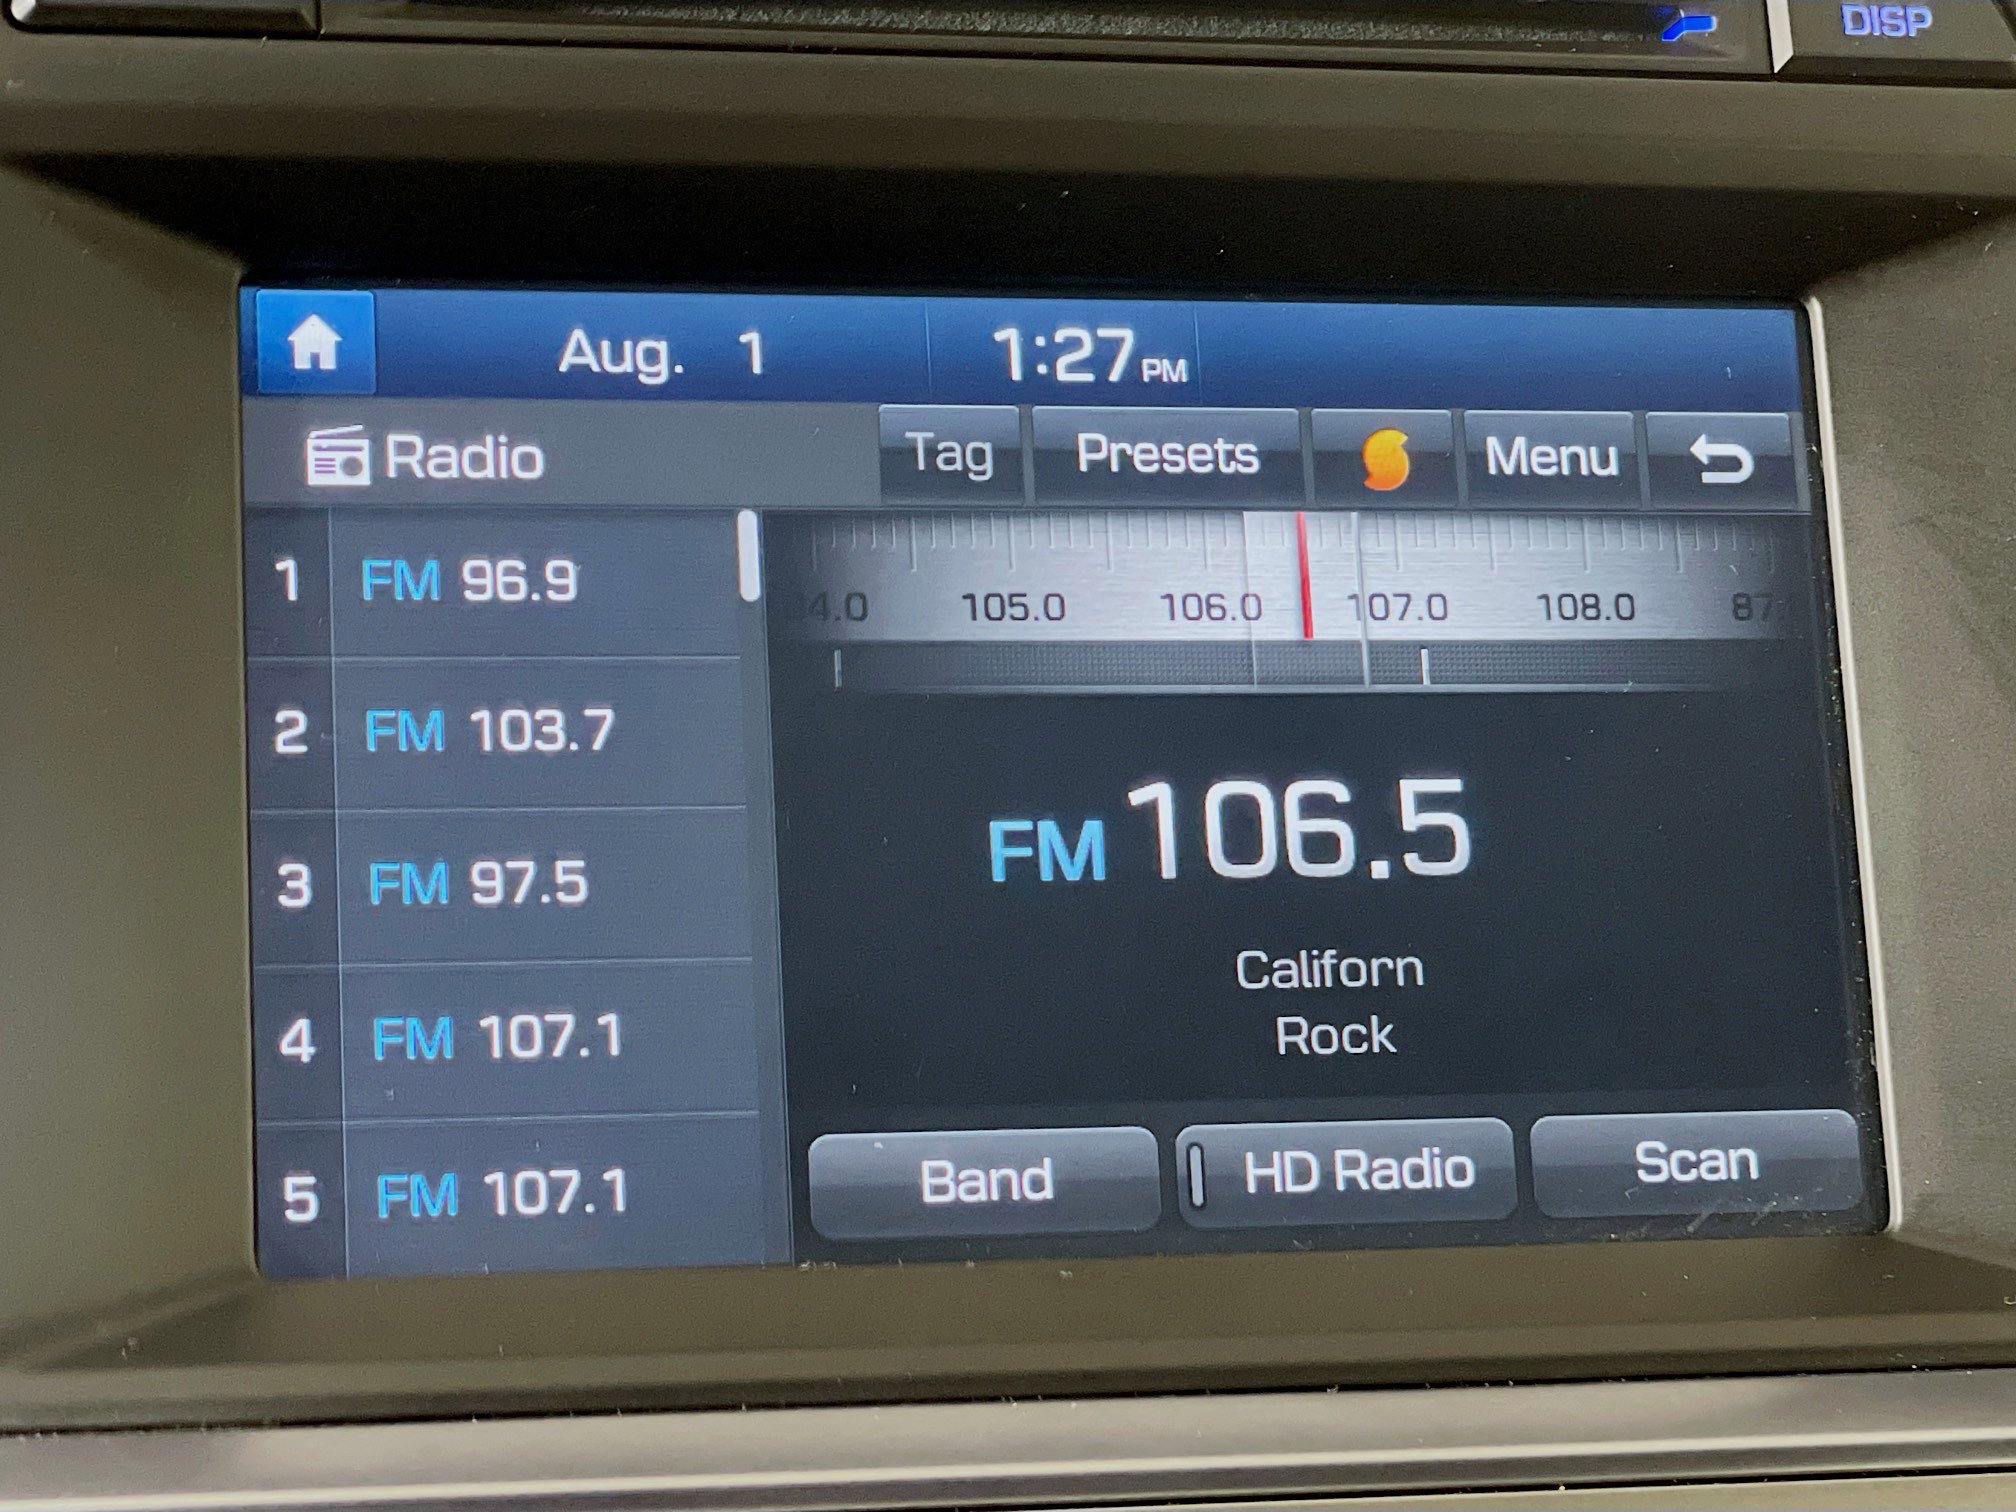 DISP
Aug. 1 1:27 PM
Radio Tag Presets Menu
105.0 106.0 107.0 108.0 87
1 FM 96.9
2 FM 103.7
3 FM 97.5
4 FM 107.1
5 FM 107.1
FM 106.5
Californ
Rock
Band HD Radio Scan